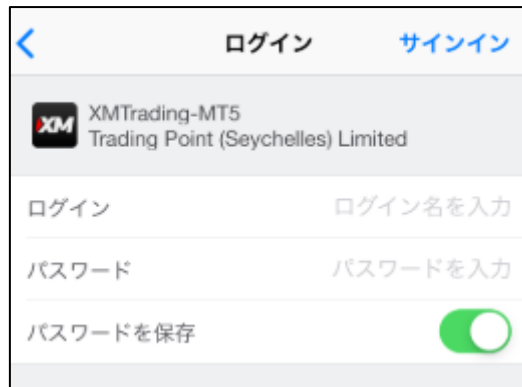 ログイン サインイン
XM XMTrading-MT5
Trading Point (Seychelles) Limited
ログイン ログイン名を入力
パスワード パスワードを入力
パスワードを保存